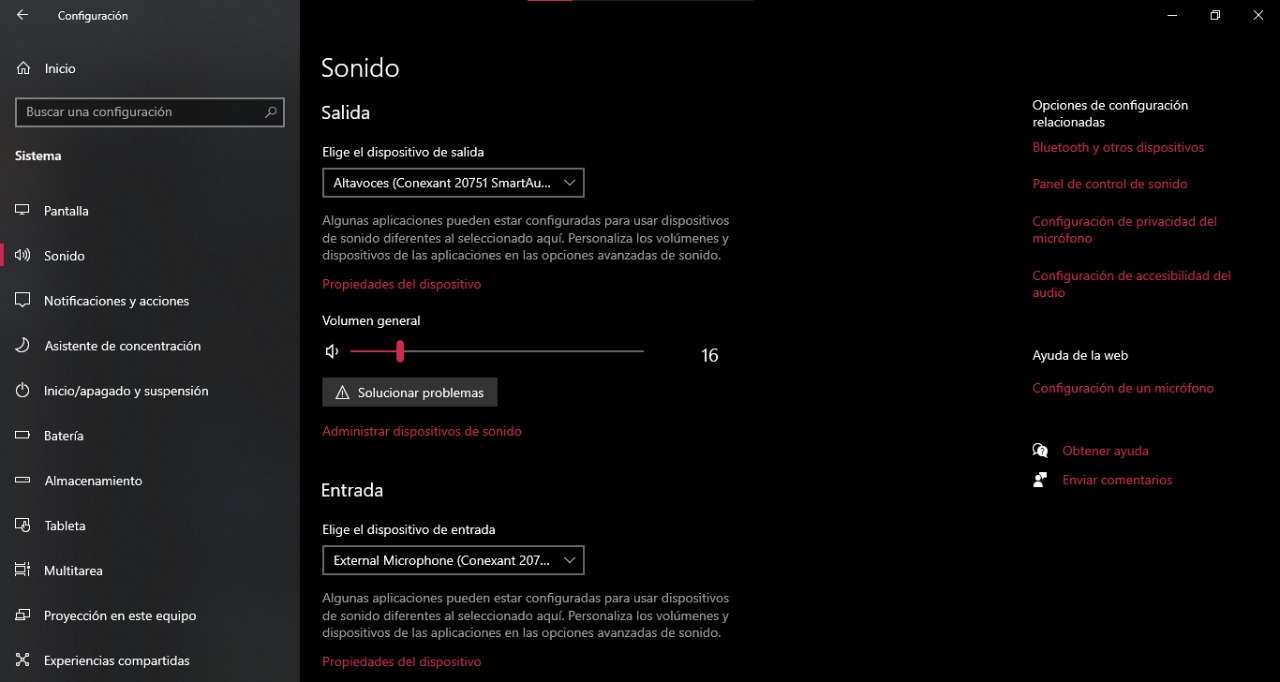 Configuración
Inicio
Buscar una configuración
Sistema
Pantalla
Sonido
Notificaciones y acciones
Asistente de concentración
Inicio/apagado y suspensión
Batería
Almacenamiento
Tableta
Multitarea
Proyección en este equipo
Experiencias compartidas
Sonido
Salida
Elige el dispositivo de salida
Altavoces (Conexant 20751 SmartAu...
Algunas aplicaciones pueden estar configuradas para usar dispositivos
de sonido diferentes al seleccionado aquí. Personaliza los volúmenes y
dispositivos de las aplicaciones en las opciones avanzadas de sonido.
Propiedades del dispositivo
Volumen general
16
Solucionar problemas
Administrar dispositivos de sonido
Entrada
Elige el dispositivo de entrada
External Microphone (Conexant 207...
Algunas aplicaciones pueden estar configuradas para usar dispositivos
de sonido diferentes al seleccionado aquí. Personaliza los volúmenes y
dispositivos de las aplicaciones en las opciones avanzadas de sonido.
Propiedades del dispositivo
Opciones de configuración
relacionadas
Bluetooth y otros dispositivos
Panel de control de sonido
Configuración de privacidad del
micrófono
Configuración de accesibilidad del
audio
Ayuda de la web
Configuración de un micrófono
Obtener ayuda
Enviar comentarios